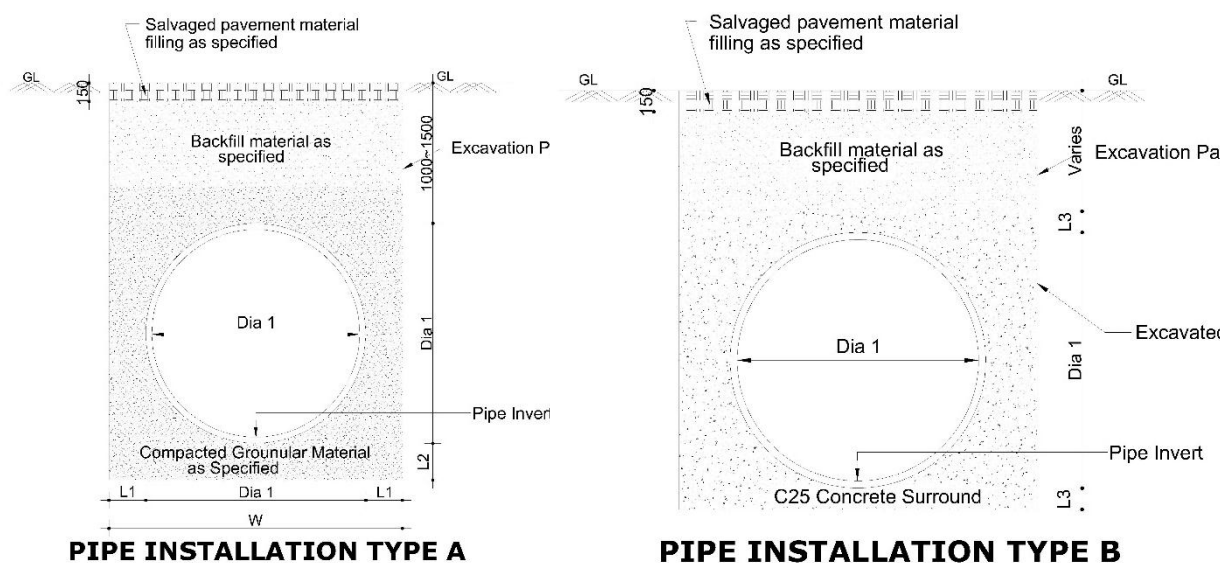 Salvaged pavement material
filling as specified
GL
GL
150
Backfill material as
specified
Excavation P
1000~1500
Dia 1
Dia 1
Pipe Invert
Compacted Grounular Material
as Specified
L2
L1
Dia 1
L1
W
PIPE INSTALLATION TYPE A
Salvaged pavement material
filling as specified
GL
GL
150
Backfill material as
specified
Varies
Excavation Pa
L3
Excavated
Dia 1
Dia 1
Pipe Invert
C25 Concrete Surround
L3
PIPE INSTALLATION TYPE B